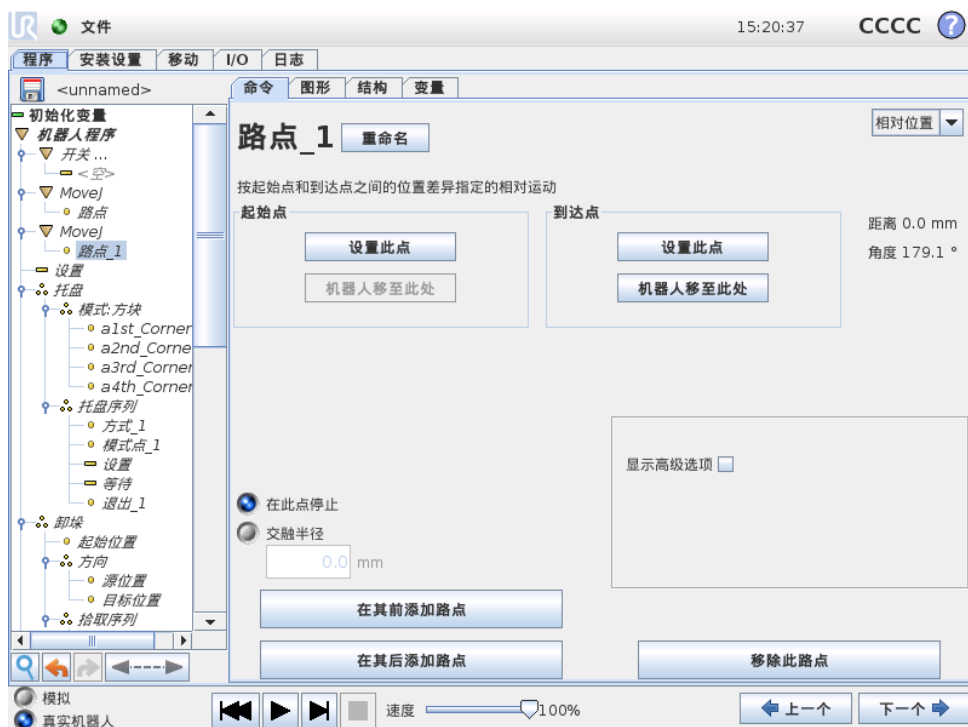 UR 文件 15:20:37 CCCC ?
程序 安装设置 移动 I/O 日志
<unnamed>
命令 图形 结构 变量
初始化变量
机器人程序
开关 ...
<空>
MoveJ
路点
MoveJ
路点_1
设置
托盘
模式:方块
a1st_Corner
a2nd_Corne
a3rd_Corner
a4th_Corner
托盘序列
方式_1
模式点_1
设置
等待
退出_1
卸垛
起始位置
方向
源位置
目标位置
拾取序列
路点_1 重命名
相对位置
按起始点和到达点之间的位置差异指定的相对运动
起始点
设置此点
机器人移至此处
到达点
设置此点
机器人移至此处
距离 0.0 mm
角度 179.1 °
显示高级选项
在此点停止
交融半径
0.0 mm
在其前添加路点
在其后添加路点
移除此路点
模拟
真实机器人
速度 100%
上一个 下一个